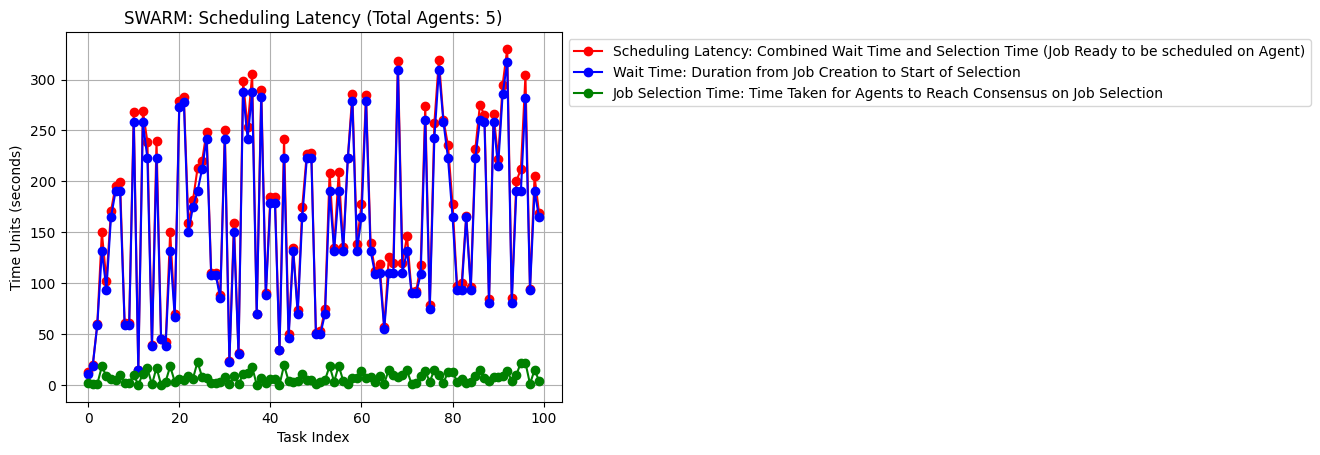 SWARM: Scheduling Latency (Total Agents: 5)
Scheduling Latency: Combined Wait Time and Selection Time (Job Ready to be scheduled on Agent)
Wait Time: Duration from Job Creation to Start of Selection
Job Selection Time: Time Taken for Agents to Reach Consensus on Job Selection
Time Units (seconds)
300
250
200
150
100
50
0
0 20 40 60 80 100
Task Index